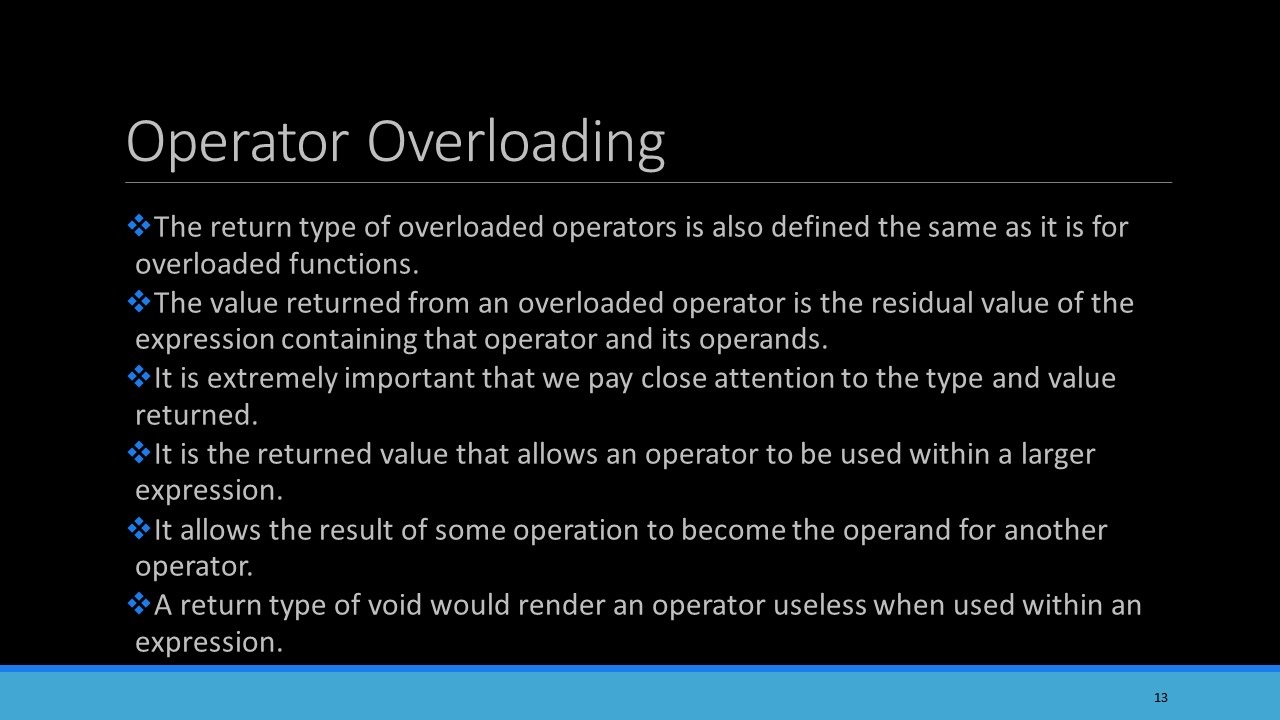 Operator Overloading
❖The return type of overloaded operators is also defined the same as it is for
overloaded functions.
❖The value returned from an overloaded operator is the residual value of the
expression containing that operator and its operands.
❖It is extremely important that we pay close attention to the type and value
returned.
❖It is the returned value that allows an operator to be used within a larger
expression.
❖It allows the result of some operation to become the operand for another
operator.
❖A return type of void would render an operator useless when used within an
expression.
13